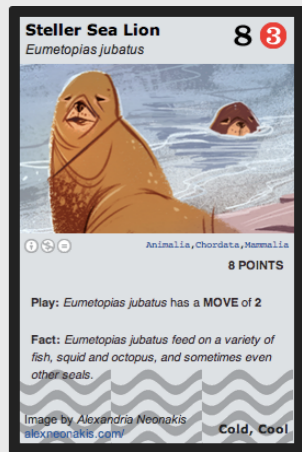 Steller Sea Lion
8 3
Eumetopias jubatus
Animalia,Chordata,Mammalia
8 POINTS
Play: Eumetopias jubatus has a MOVE of 2
Fact: Eumetopias jubatus feed on a variety of
fish, squid and octopus, and sometimes even
other seals.
Image by Alexandria Neonakis
alexneonakis.com/
Cold, Cool